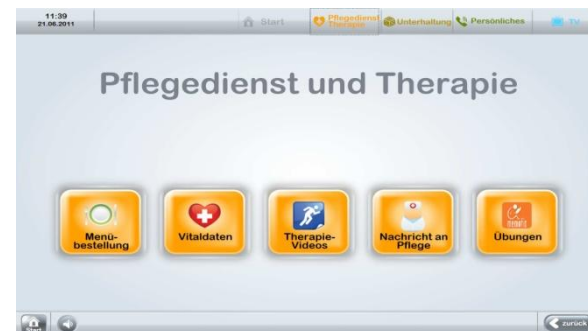 11:39
21.06.2011
Start
Pflegedienst
Therapie
Unterhaltung
Persönliches
TV
Pflegedienst und Therapie
Menü-
bestellung
Vitaldaten
Therapie-
Videos
Nachricht an
Pflege
Übungen
Start
zurück